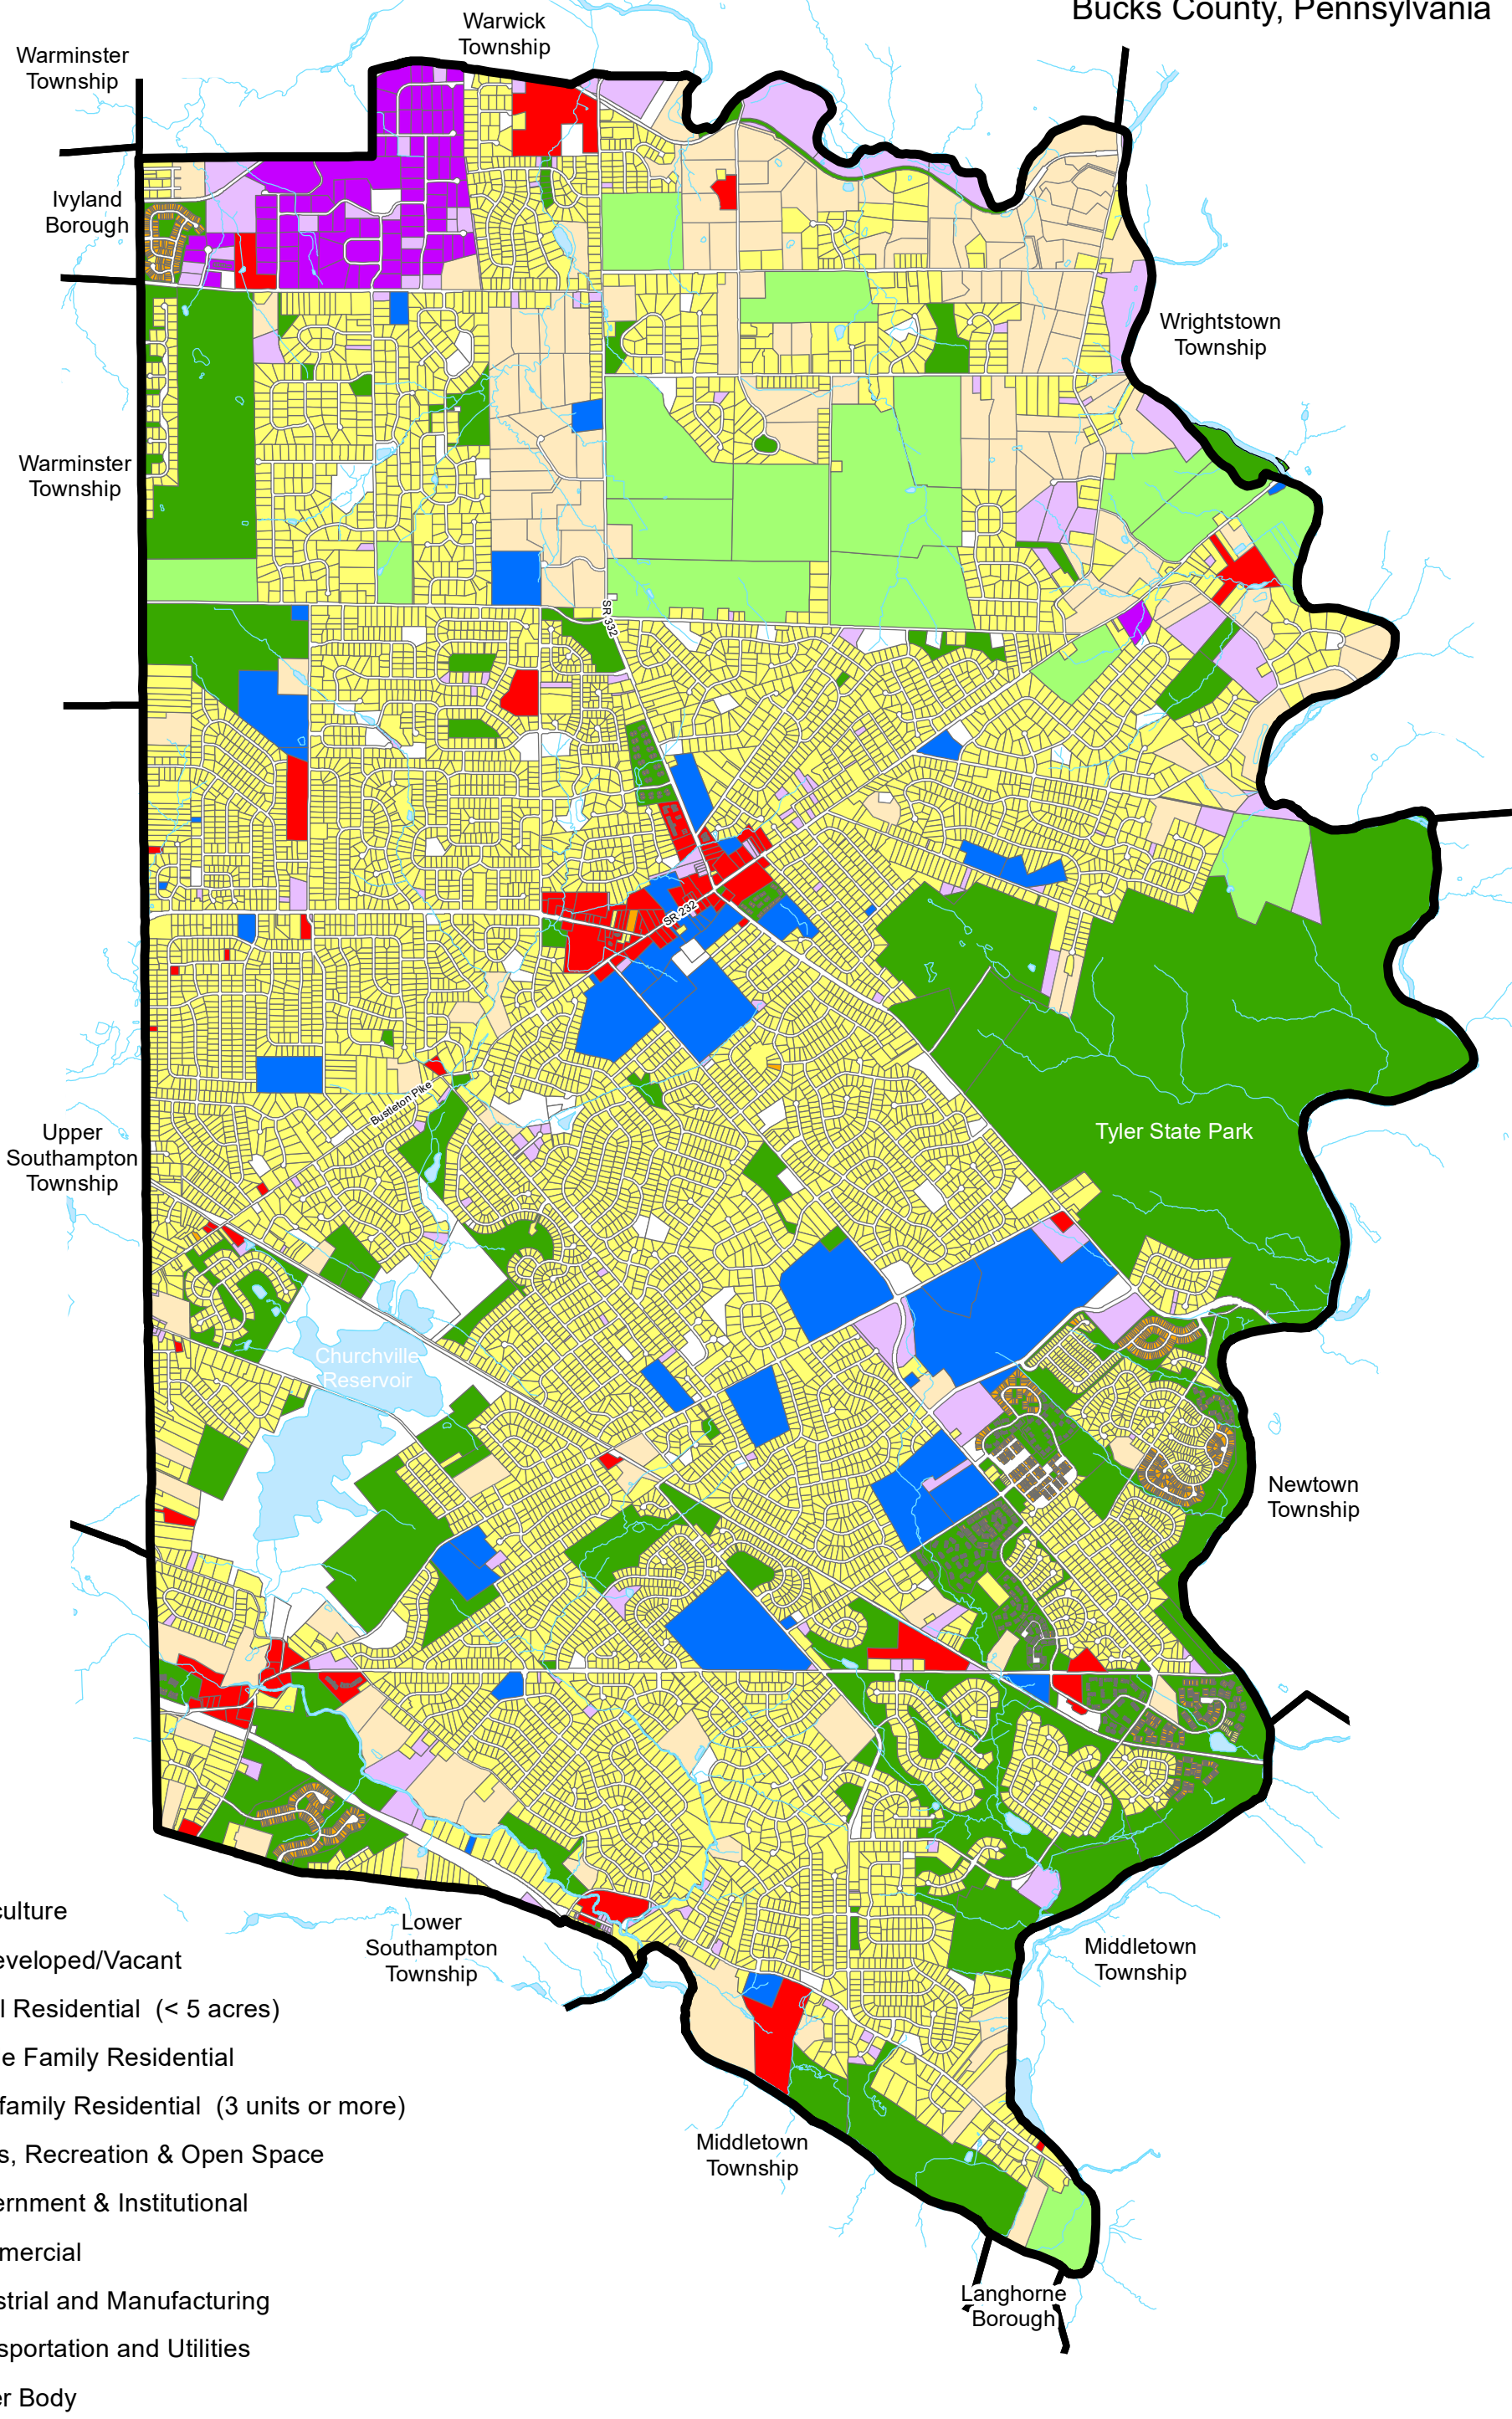 Bucks County, Pennsylvania
Warwick
Township
Warminster
Township
Ivyland
Borough
Wrightstown
Township
Warminster
Township
SR 332
SR 232
Bustleton Pike
Tyler State Park
Upper
Southampton
Township
Churchville
Reservoir
Newtown
Township
culture
eveloped/Vacant
l Residential (< 5 acres)
e Family Residential
family Residential (3 units or more)
s, Recreation & Open Space
ernment & Institutional
mercial
strial and Manufacturing
sportation and Utilities
er Body
Lower
Southampton
Township
Middletown
Township
Middletown
Township
Langhorne
Borough